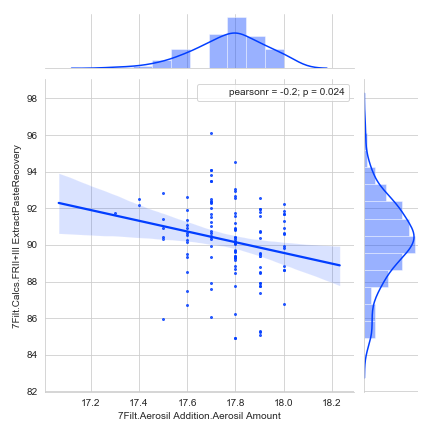 pearsonr = -0.2; p = 0.024
98
96
94
92
90
88
86
84
82
7Filt.Calcs.FRII+III ExtractPasteRecovery
17.2 17.4 17.6 17.8 18.0 18.2
7Filt.Aerosil Addition.Aerosil Amount